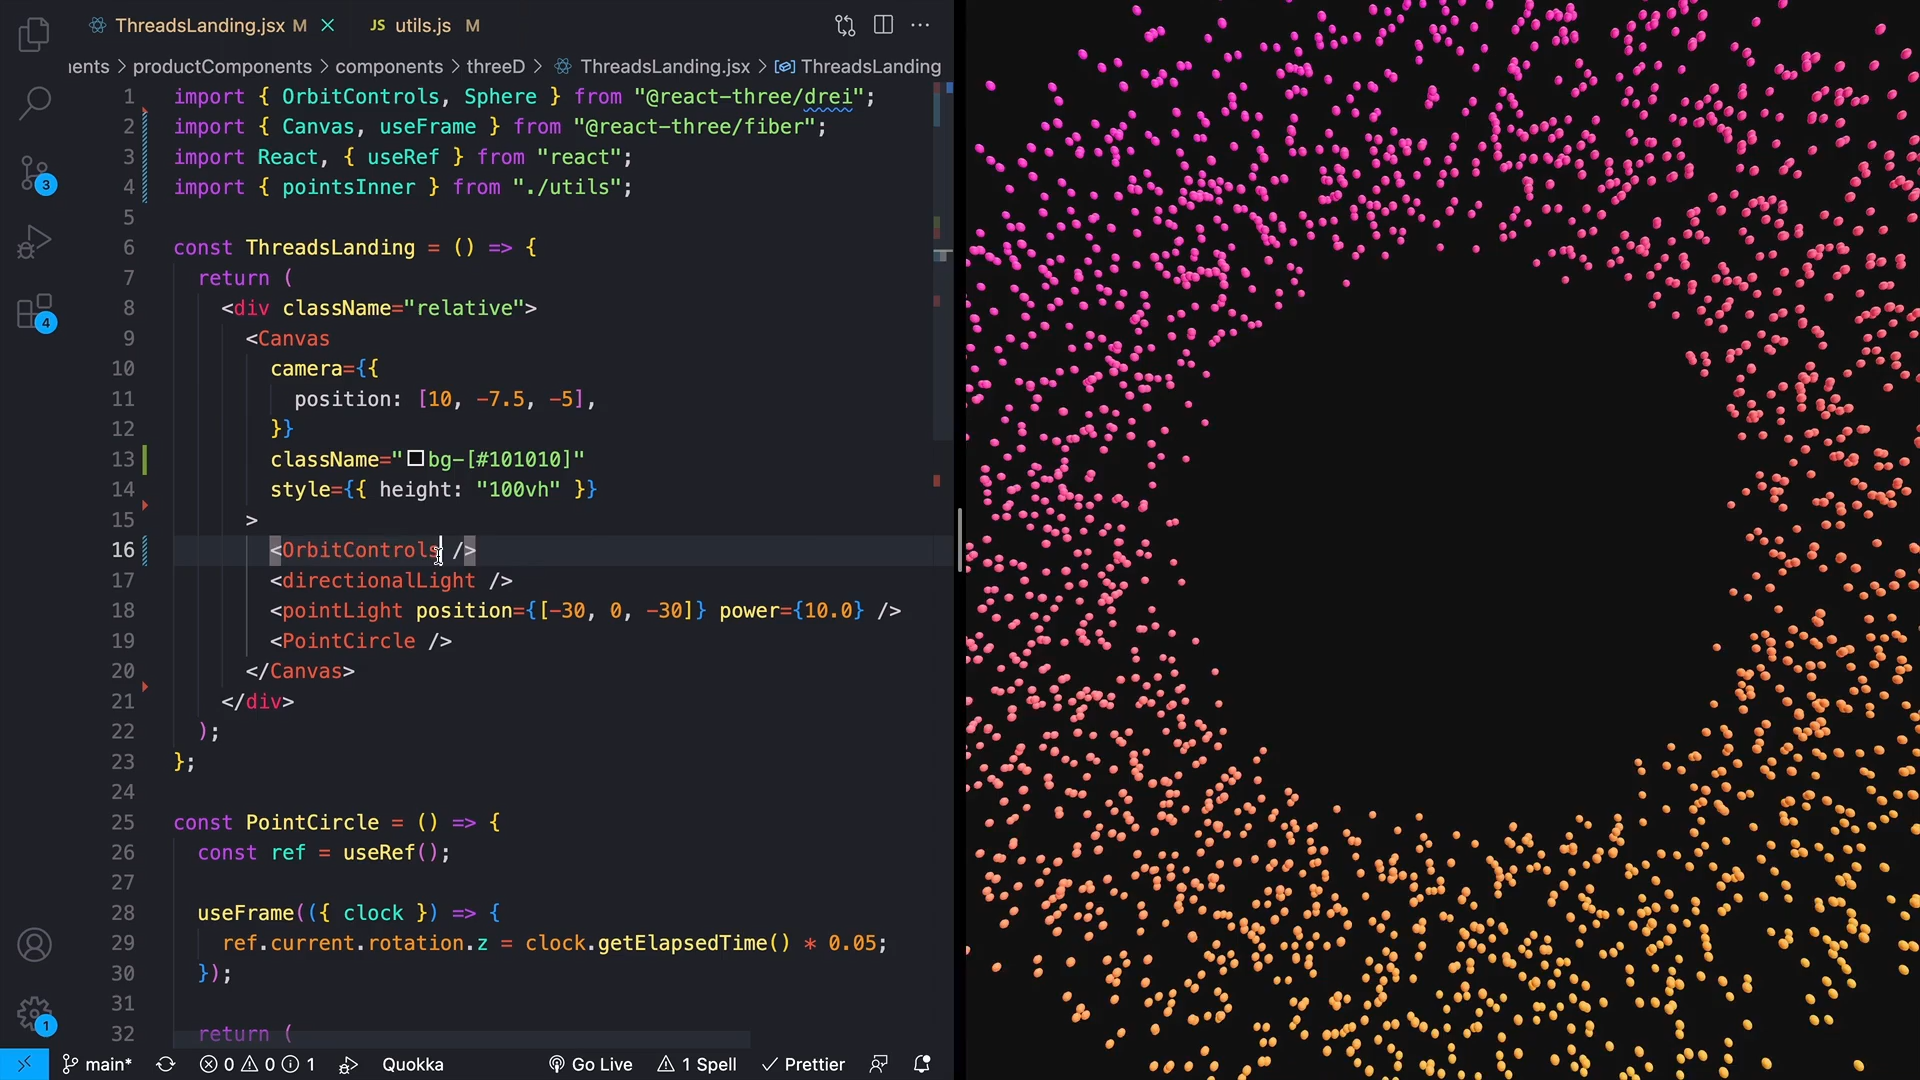 ThreadsLanding.jsx M
JS utils.js M
nents > productComponents > components > threeD > ThreadsLanding.jsx > ThreadsLanding
1 import { OrbitControls, Sphere } from "@react-three/drei";
2 import { Canvas, useFrame } from "@react-three/fiber";
3 import React, { useRef } from "react";
4 import { pointsInner } from "./utils";
5
6 const ThreadsLanding = () => {
7 return (
8 <div className="relative">
9 <Canvas
10 camera={{
11 position: [10, -7.5, -5],
12 }}
13 className="bg-[#101010]"
14 style={{ height: "100vh" }}
15 >
16 <OrbitControls />
17 <directionalLight />
18 <pointLight position={[-30, 0, -30]} power={10.0} />
19 <PointCircle />
20 </Canvas>
21 </div>
22 );
23 };
24
25 const PointCircle = () => {
26 const ref = useRef();
27
28 useFrame(({ clock }) => {
29 ref.current.rotation.z = clock.getElapsedTime() * 0.05;
30 });
31
32 return (
3
4
1
main* 0 0 1 Quokka Go Live 1 Spell Prettier